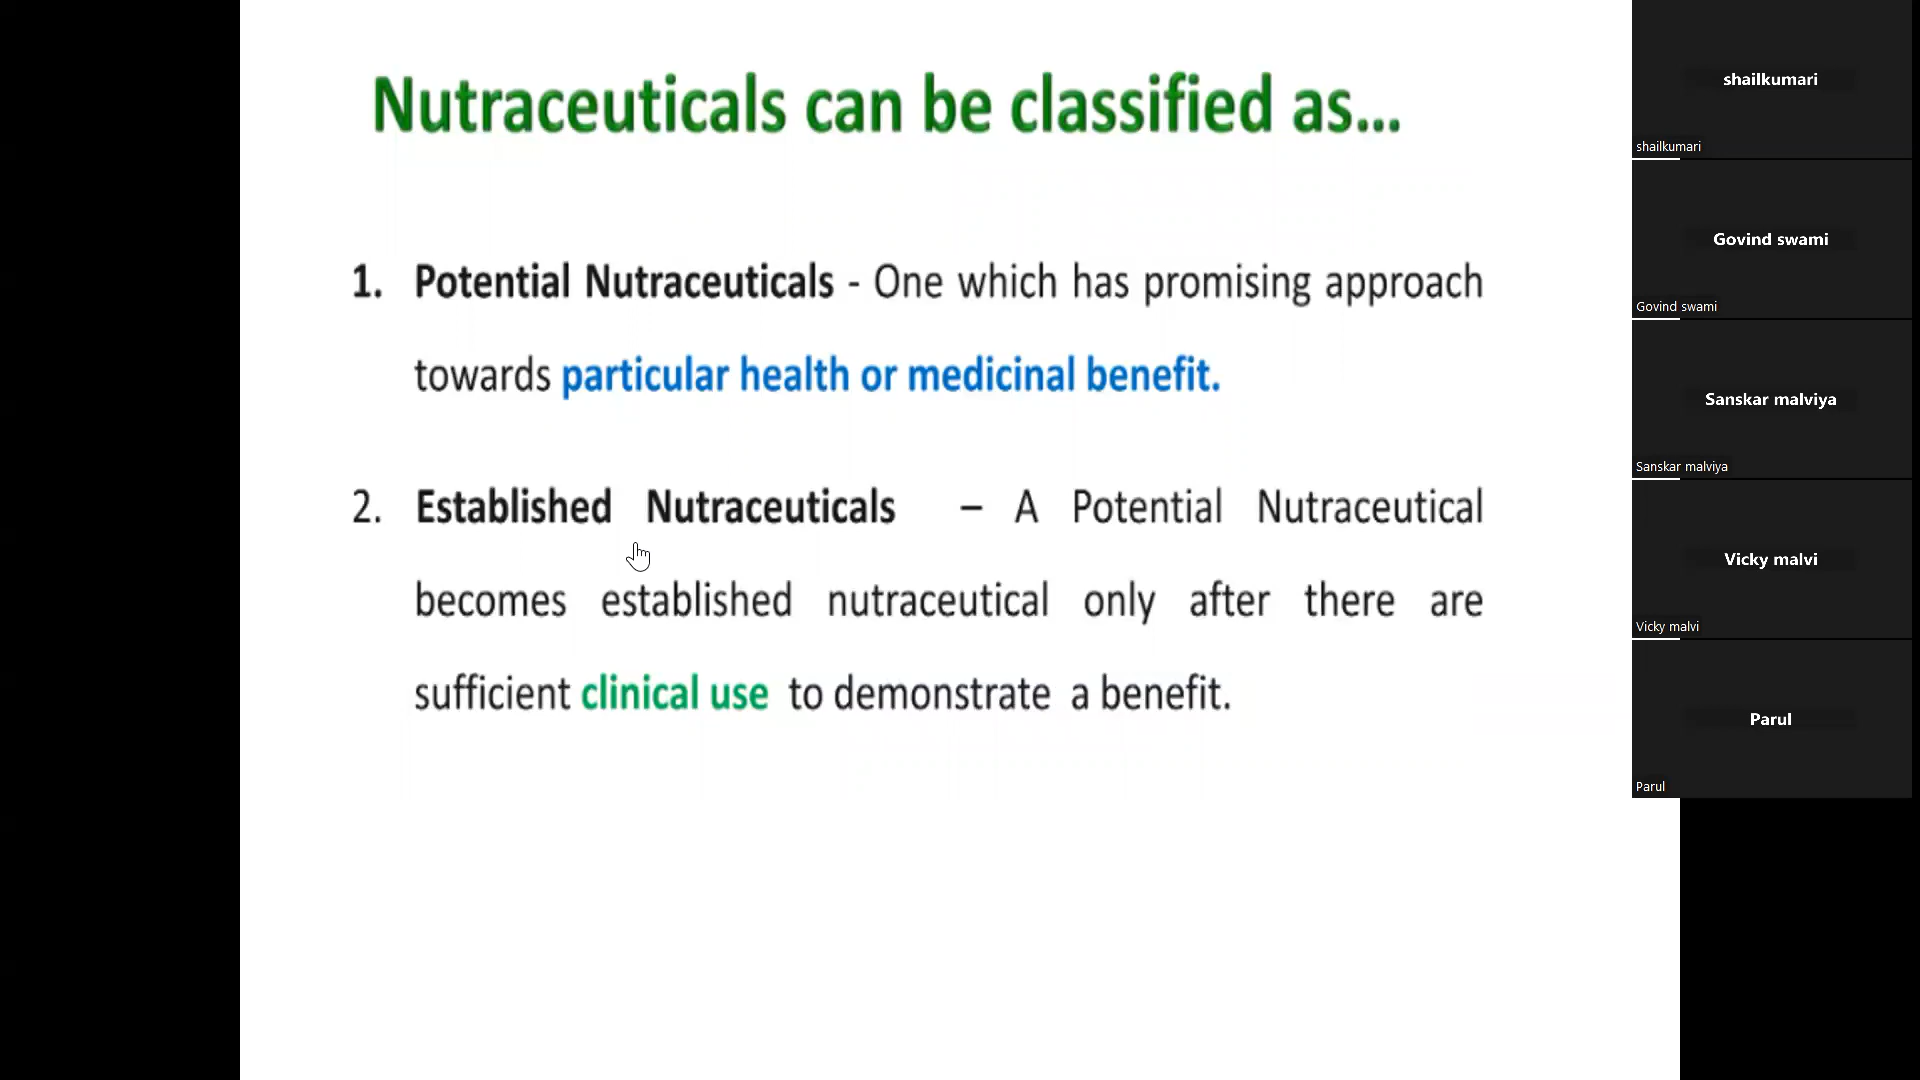 Nutraceuticals can be classified as...
1. Potential Nutraceuticals - One which has promising approach
towards particular health or medicinal benefit.
2. Established Nutraceuticals – A Potential Nutraceutical
becomes established nutraceutical only after there are
sufficient clinical use to demonstrate a benefit.
shailkumari
shailkumari
Govind swami
Govind swami
Sanskar malviya
Sanskar malviya
Vicky malvi
Vicky malvi
Parul
Parul